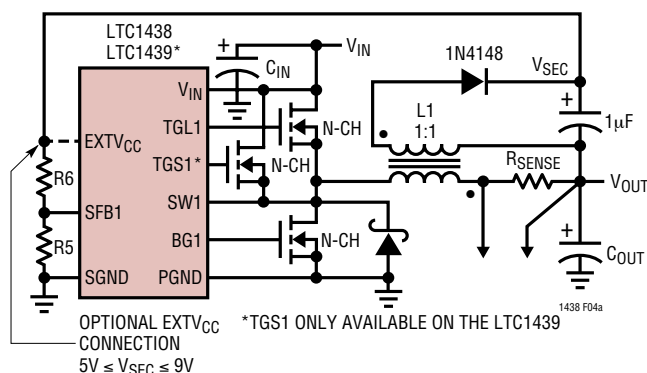 LTC1438
LTC1439*
+
C_IN
V_IN
1N4148
V_SEC
V_IN
L1
1:1
+
1µF
TGL1
N-CH
EXTV_CC
TGS1*
N-CH
R_SENSE
R6
V_OUT
SW1
SFB1
+
R5
BG1
N-CH
C_OUT
SGND
PGND
1438 F04a
OPTIONAL EXTV_CC
CONNECTION
5V ≤ V_SEC ≤ 9V
*TGS1 ONLY AVAILABLE ON THE LTC1439